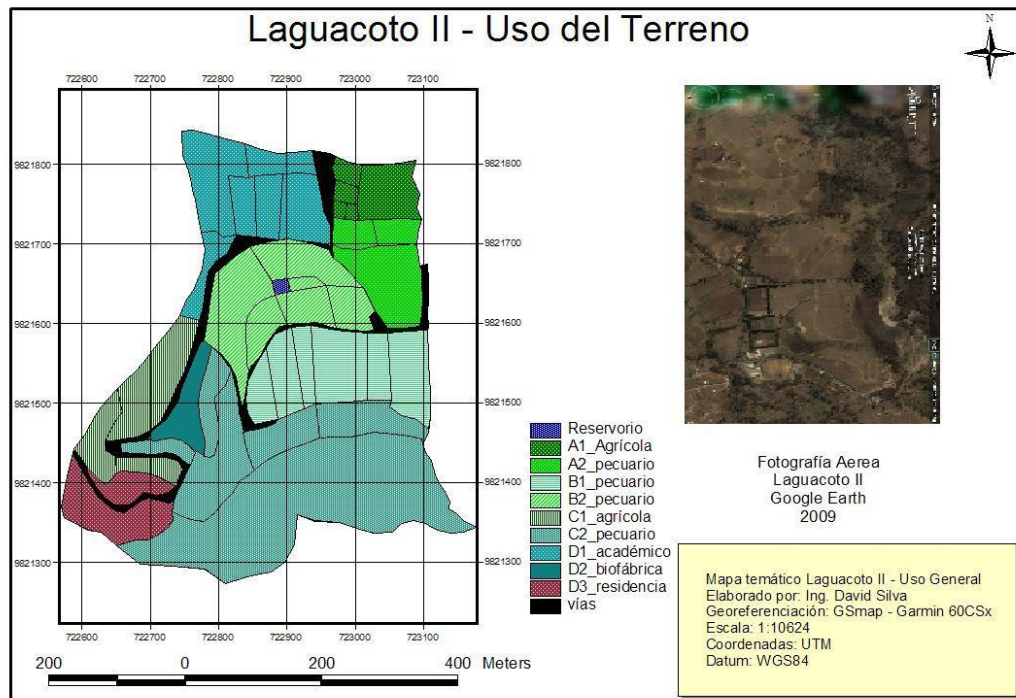 Laguacoto II - Uso del Terreno
N
722600 722700 722800 722900 723000 723100
9821800 9821800
9821700 9821700
9821600 9821600
9821500 9821500
9821400 9821400
9821300 9821300
722600 722700 722800 722900 723000 723100
200 0 200 400 Meters
Reservorio
A1_Agrícola
A2_pecuario
B1_pecuario
B2_pecuario
C1_agrícola
C2_pecuario
D1_académico
D2_biofábrica
D3_residencia
vías
Fotografía Aerea
Laguacoto II
Google Earth
2009
Mapa temático Laguacoto II - Uso General
Elaborado por: Ing. David Silva
Georeferenciación: GSmap - Garmin 60CSx
Escala: 1:10624
Coordenadas: UTM
Datum: WGS84